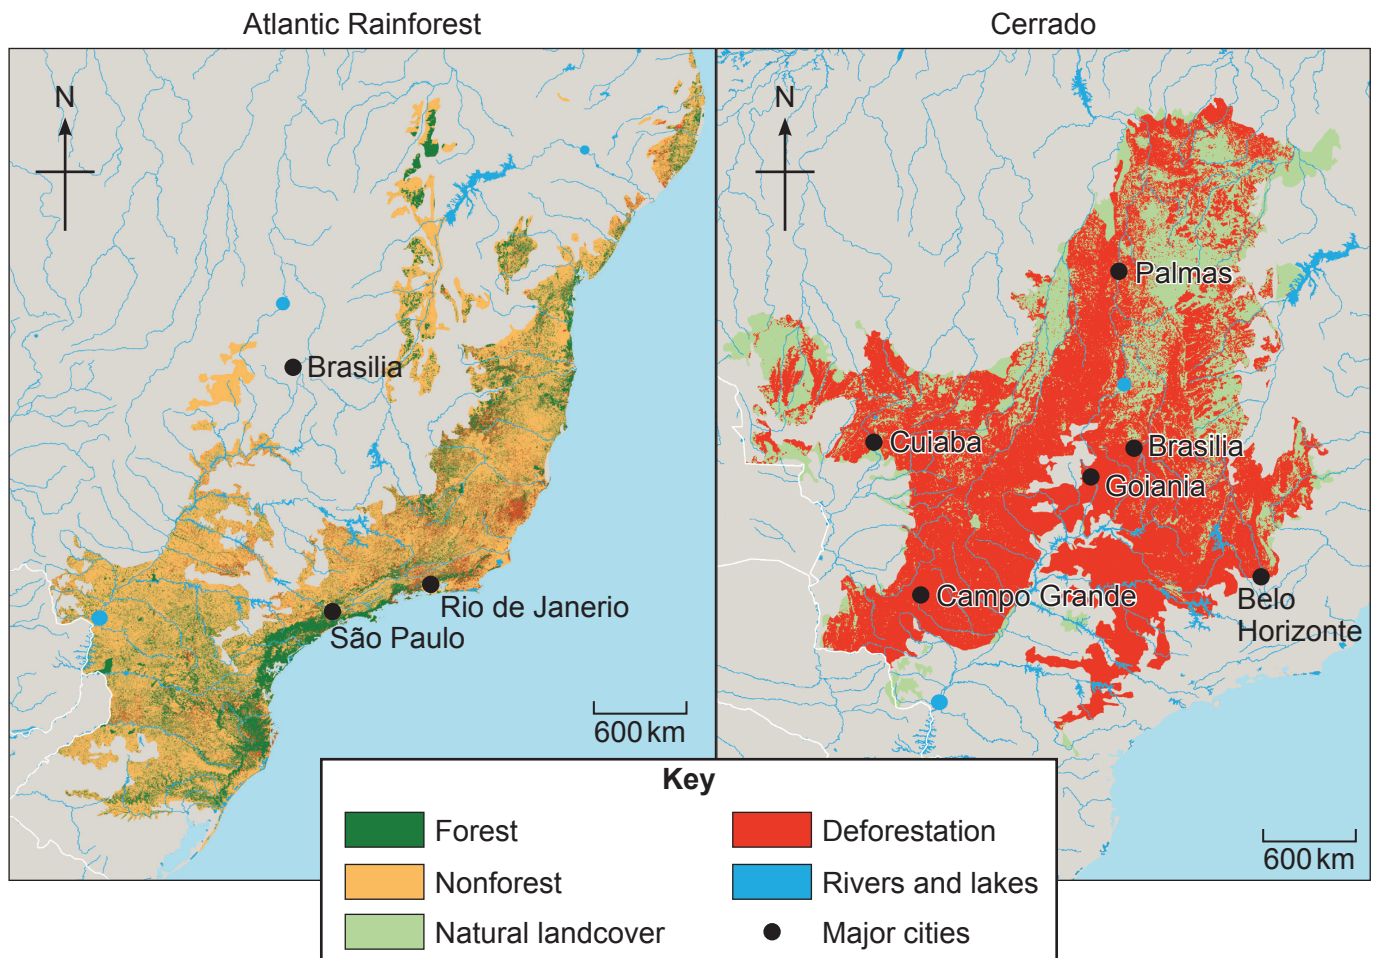 Atlantic Rainforest
Cerrado
N
Brasilia
Rio de Janerio
São Paulo
600 km
N
Palmas
Cuiaba
Brasilia
Goiania
Campo Grande
Belo
Horizonte
600 km
Key
Forest
Nonforest
Natural landcover
Deforestation
Rivers and lakes
Major cities